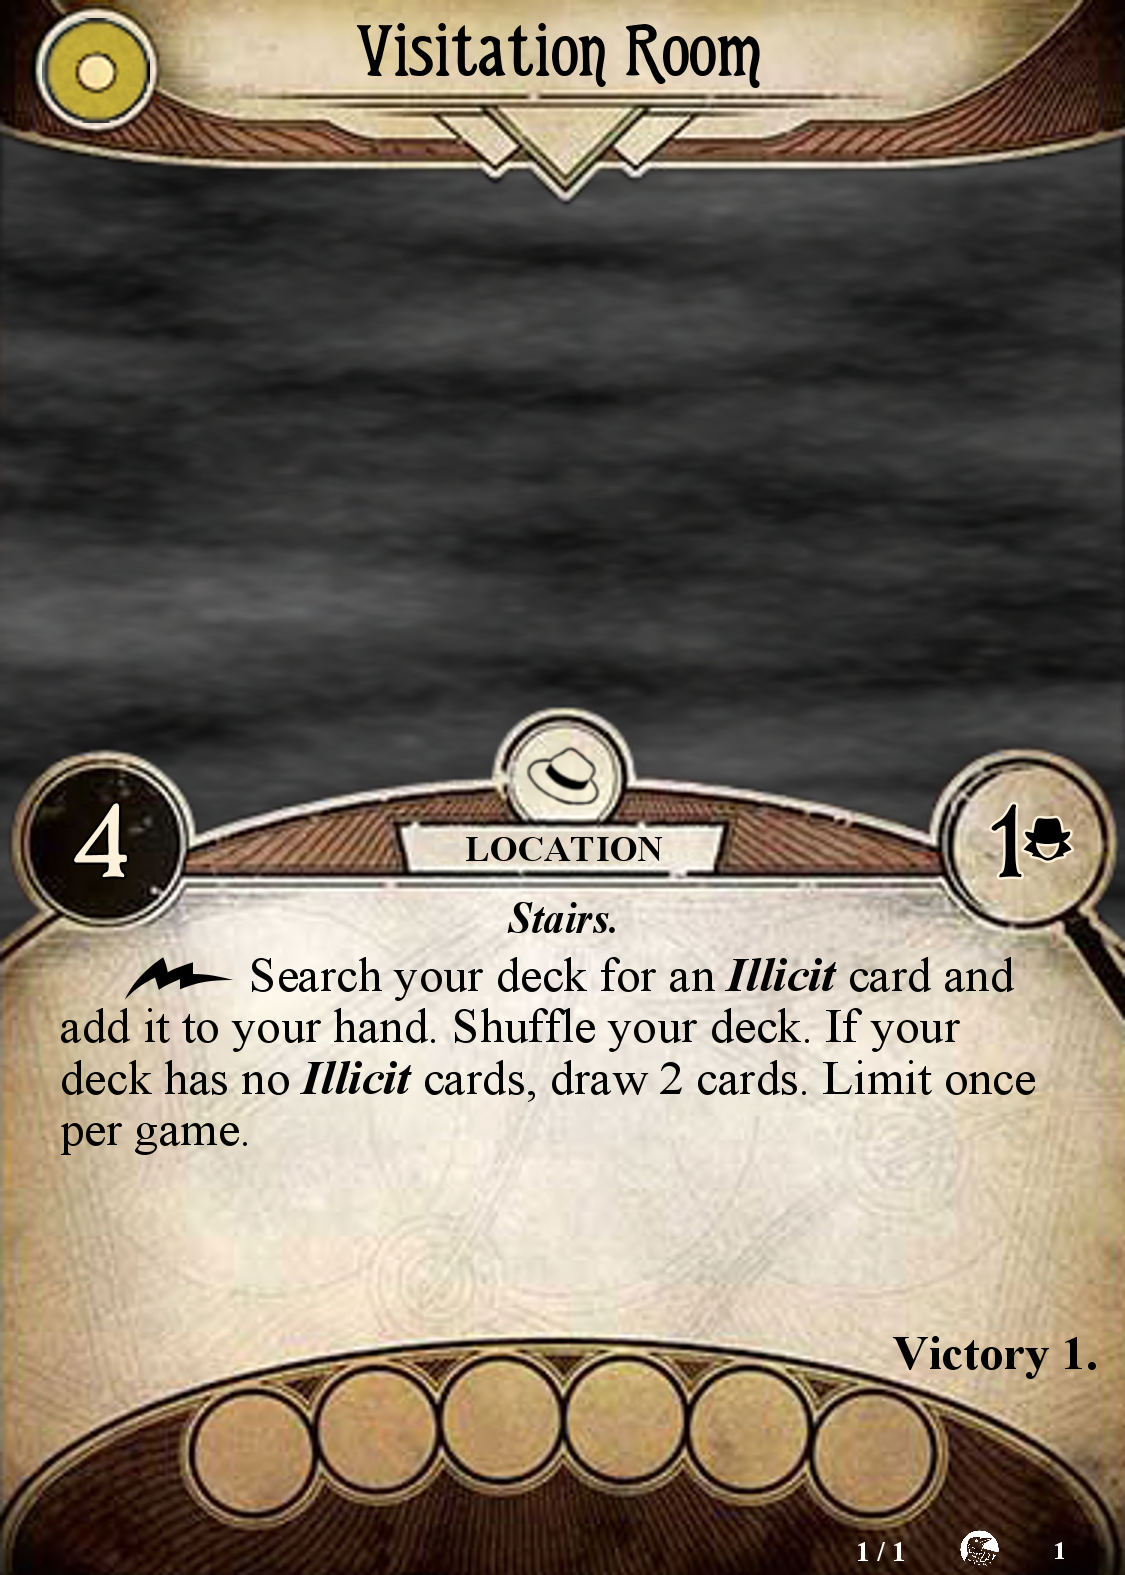 Visitation Room
4
1
LOCATION
Stairs.
Search your deck for an Illicit card and
add it to your hand. Shuffle your deck. If your
deck has no Illicit cards, draw 2 cards. Limit once
per game.
Victory 1.
1 / 1
1